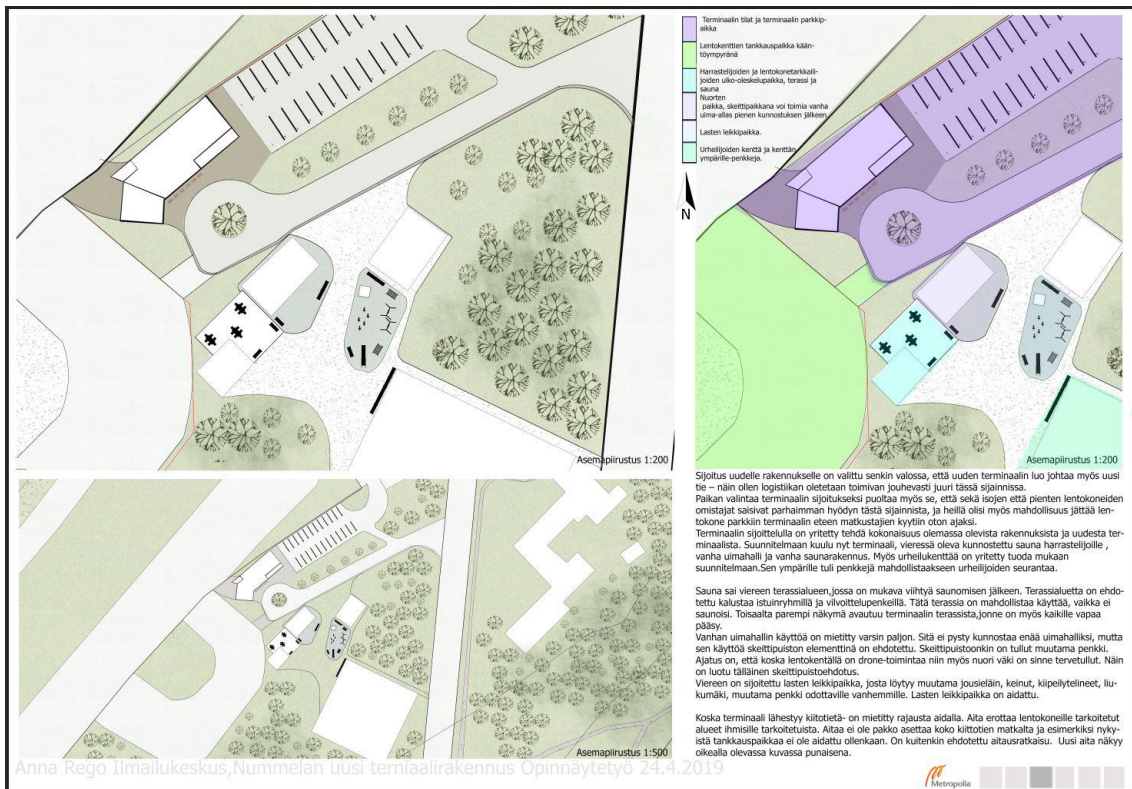 Terminaalin tilat ja terminaalin parkkip-
aikka
Lentokenttien tankkauspaikka kään-
töympyränä
Harrastelijoiden ja lentokonetarkkaili-
joiden ulko-oleskelupaikka, terassi ja
sauna
Nuorten
paikka, skeittipaikkana voi toimia vanha
uima-allas pienen kunnostuksen jälkeen
Lasten leikkipaikka.
Urheilijoiden kenttä ja kenttän
ympärille-penkkeja.
N
Asemapiirustus 1:200
Asemapiirustus 1:200
Sijoitus uudelle rakennukselle on valittu senkin valossa, että uuden terminaalin luo johtaa myös uusi
tie – näin ollen logistiikan oletetaan toimivan jouhevasti juuri tässä sijainnissa.
Paikan valintaa terminaalin sijoitukseksi puoltaa myös se, että sekä isojen että pienten lentokoneiden
omistajat saisivat parhaimman hyödyn tästä sijainnista, ja heillä olisi myös mahdollisuus jättää len-
tokone parkkiin terminaalin eteen matkustajien kyytiin oton ajaksi.
Terminaalin sijoittelulla on yritetty tehdä kokonaisuus olemassa olevista rakennuksista ja uudesta ter-
minaalista. Suunnitelmaan kuulu nyt terminaali, vieressä oleva kunnostettu sauna harrastelijoille ,
vanha uimahalli ja vanha saunarakennus. Myös urheilukenttää on yritetty tuoda mukaan
suunnitelmaan.Sen ympärille tuli penkkejä mahdollistaakseen urheilijoiden seurantaa.
Sauna sai viereen terassialueen,jossa on mukava viihtyä saunomisen jälkeen. Terassialuetta on ehdo-
tettu kalustaa istuinryhmillä ja vilvoittelupenkeillä. Tätä terassia on mahdollistaa käyttää, vaikka ei
saunoisi. Toisaalta parempi näkymä avautuu terminaalin terassista,jonne on myös kaikille vapaa
pääsy.
Vanhan uimahallin käyttöä on mietitty varsin paljon. Sitä ei pysty kunnostaa enää uimahalliksi, mutta
sen käyttöä skeittipuiston elementtinä on ehdotettu. Skeittipuistoonkin on tullut muutama penkki.
Ajatus on, että koska lentokentällä on drone-toimintaa niin myös nuori väki on sinne tervetullut. Näin
on luotu tälläinen skeittipuistoehdotus.
Viereen on sijoitettu lasten leikkipaikka, josta löytyy muutama jousieläin, keinut, kiipeilytelineet, liu-
kumäki, muutama penkki odottaville vanhemmille. Lasten leikkipaikka on aidattu.
Koska terminaali lähestyy kiitotietä- on mietitty rajausta aidalla. Aita erottaa lentokoneille tarkoitetut
alueet ihmisille tarkoitetuista. Aitaa ei ole pakko asettaa koko kiittotien matkalta ja esimerkiksi nyky-
istä tankkauspaikkaa ei ole aidattu ollenkaan. On kuitenkin ehdotettu aitausratkaisu. Uusi aita näkyy
oikealla olevassa kuvassa punaisena.
Asemapiirustus 1:500
Anna Rego Ilmailukeskus,Nummelan uusi terniaalirakennus Opinnäytetyö 24.4.2019
Metropolia